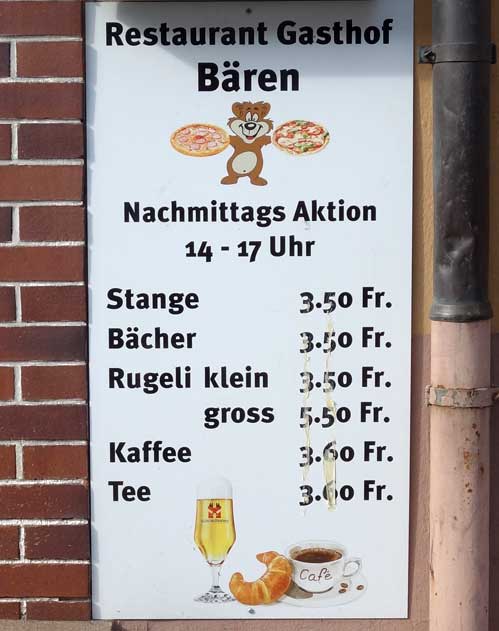 Restaurant Gasthof
Bären
Nachmittags Aktion
14 - 17 Uhr
Stange 3.50 Fr.
Bächer 3.50 Fr.
Rugeli klein 3.50 Fr.
gross 5.50 Fr.
Kaffee 3.60 Fr.
Tee 3.60 Fr.
Café